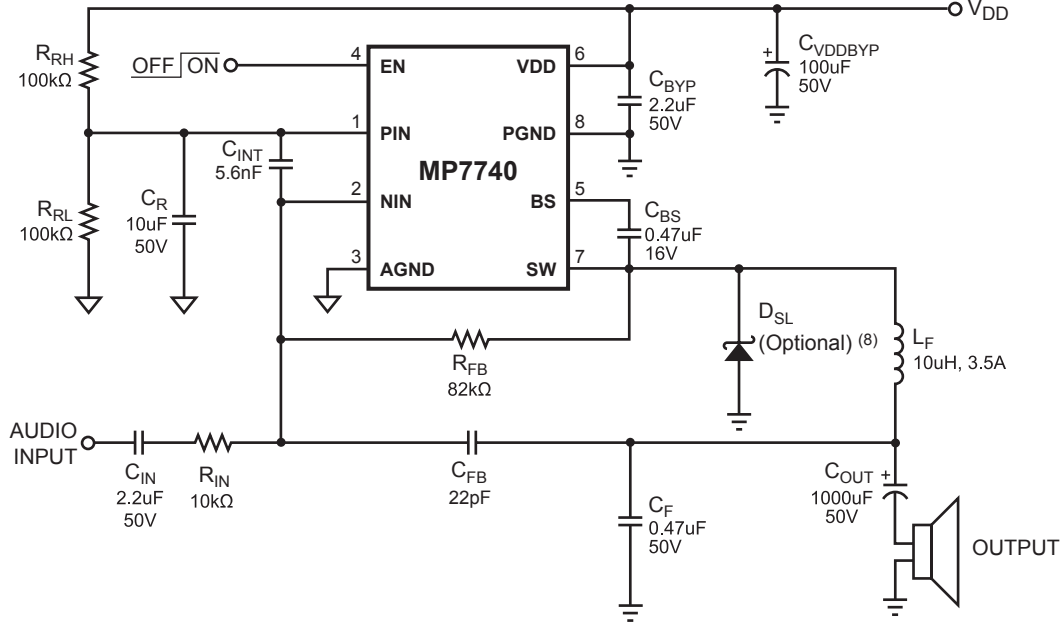 V_DD
R_RH
100kΩ
OFF ON
4
EN
VDD
6
C_BYP
2.2uF
50V
+
C_VDDBYP
100uF
50V
1
PIN
PGND
8
C_INT
5.6nF
MP7740
R_RL
100kΩ
C_R
10uF
50V
2
NIN
BS
5
C_BS
0.47uF
16V
3
AGND
SW
7
R_FB
82kΩ
D_SL
(Optional) (8)
L_F
10uH, 3.5A
AUDIO
INPUT
C_IN
2.2uF
50V
R_IN
10kΩ
C_FB
22pF
C_F
0.47uF
50V
C_OUT
+
1000uF
50V
OUTPUT